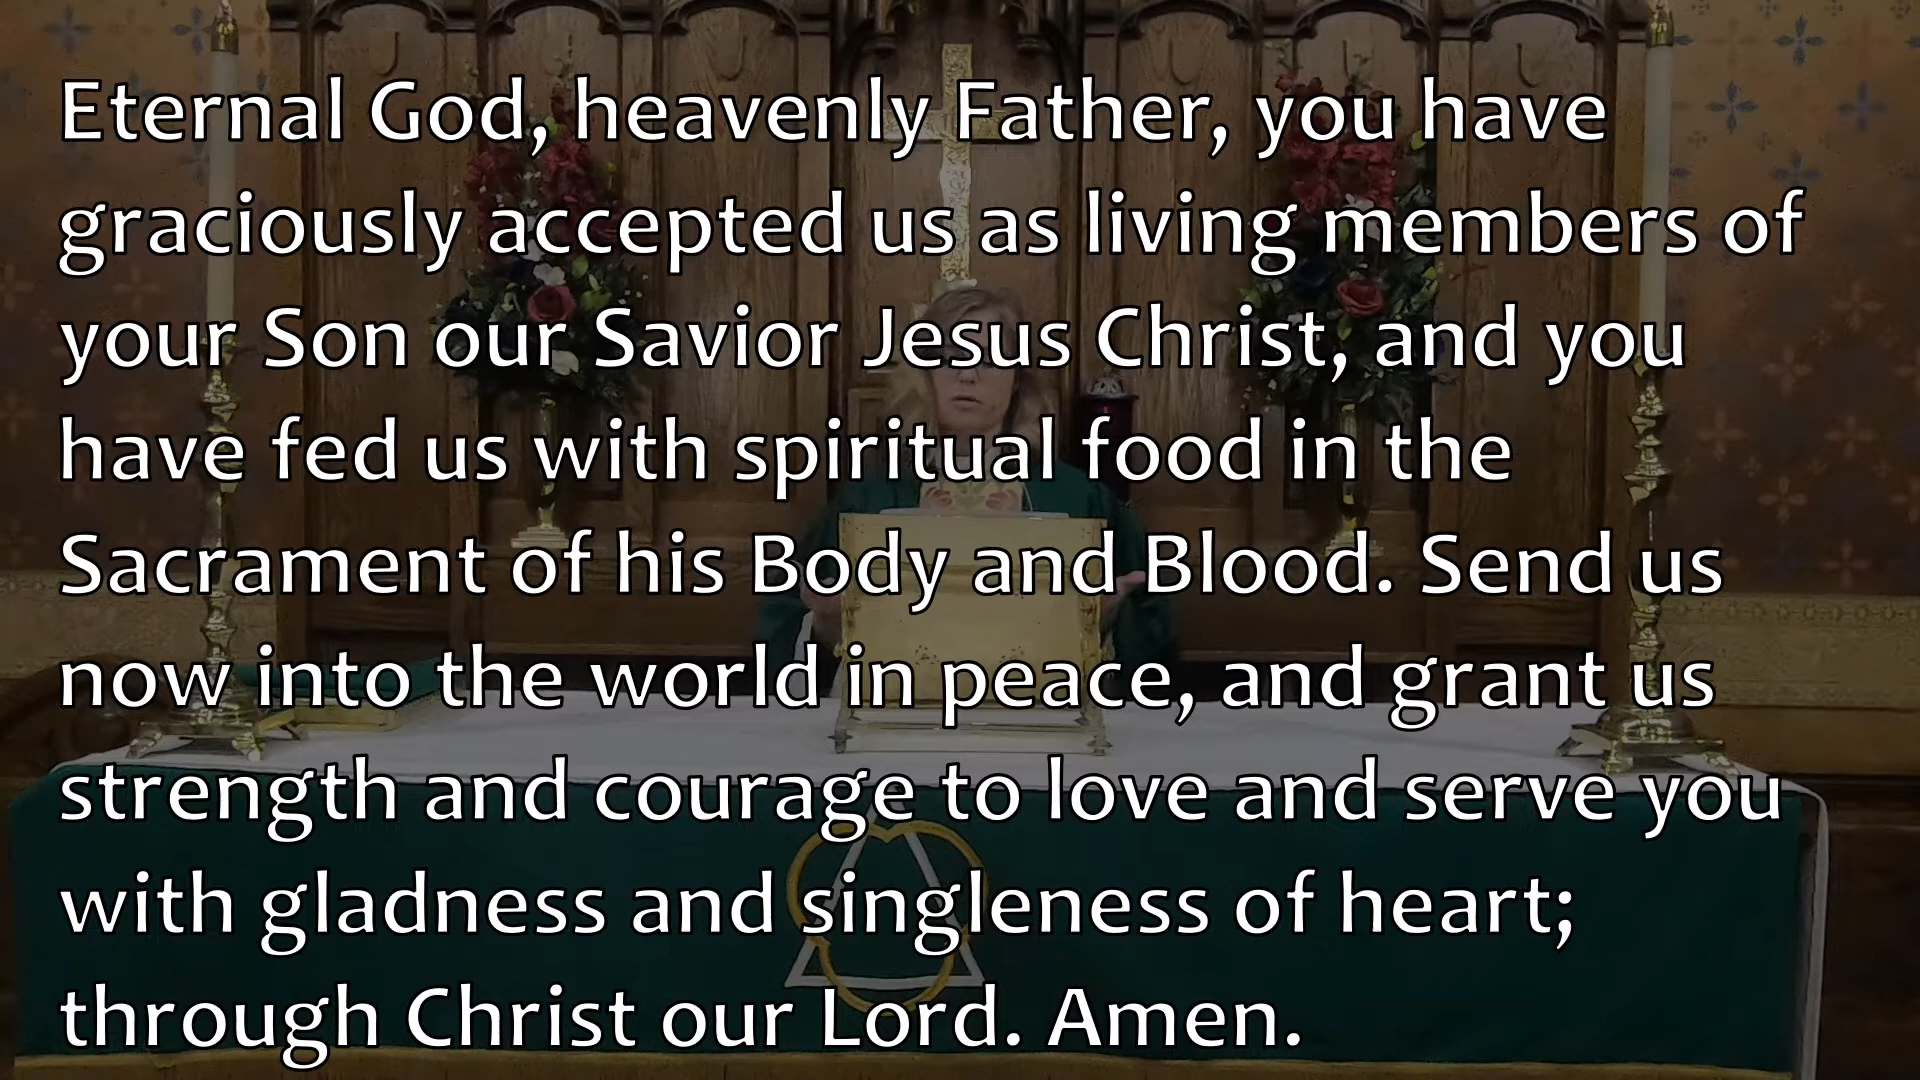 Eternal God, heavenly Father, you have
graciously accepted us as living members of
your Son our Savior Jesus Christ, and you
have fed us with spiritual food in the
Sacrament of his Body and Blood. Send us
now into the world in peace, and grant us
strength and courage to love and serve you
with gladness and singleness of heart;
through Christ our Lord. Amen.